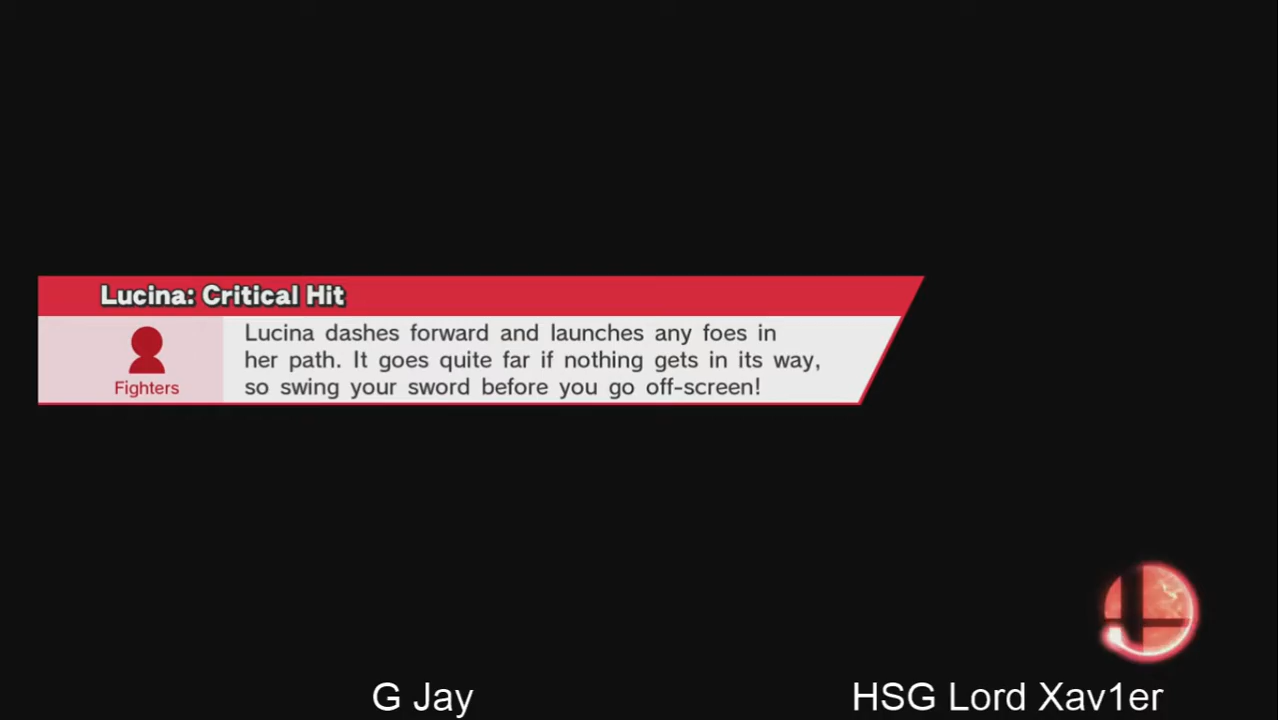 Lucina: Critical Hit
Fighters
Lucina dashes forward and launches any foes in
her path. It goes quite far if nothing gets in its way,
so swing your sword before you go off-screen!
G Jay
HSG Lord Xav1er